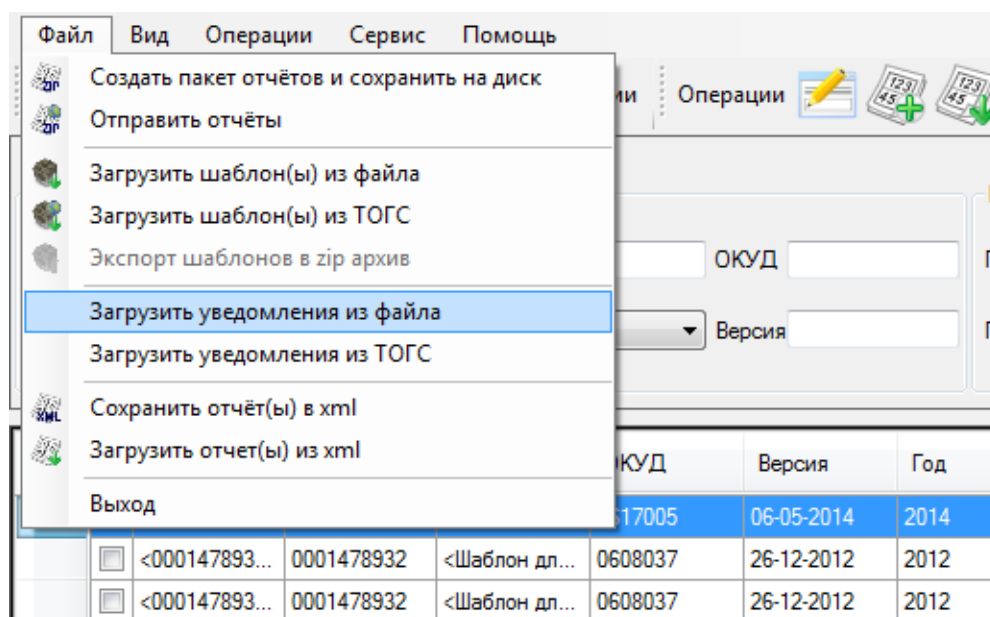 Файл Вид Операции Сервис Помощь
Создать пакет отчётов и сохранить на диск
ии Операции
Отправить отчёты
Загрузить шаблон(ы) из файла
Загрузить шаблон(ы) из ТОГС
Экспорт шаблонов в zip архив
ОКУД
Загрузить уведомления из файла
Версия
Загрузить уведомления из ТОГС
Сохранить отчёт(ы) в xml
Загрузить отчет(ы) из xml
КУД Версия Год
Выход
17005 06-05-2014 2014
<000147893... 0001478932 <Шаблон дл... 0608037 26-12-2012 2012
<000147893... 0001478932 <Шаблон дл... 0608037 26-12-2012 2012